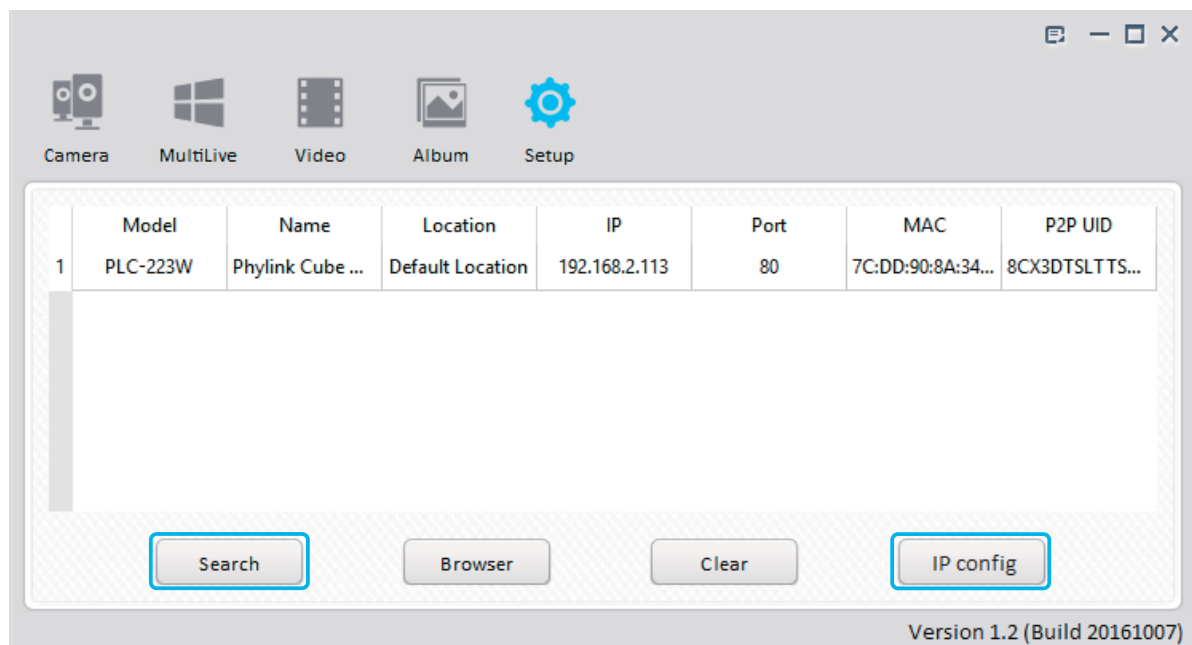 Camera MultiLive Video Album Setup
Model Name Location IP Port MAC P2P UID
1 PLC-223W Phylink Cube ... Default Location 192.168.2.113 80 7C:DD:90:8A:34... 8CX3DTSLTTS...
Search Browser Clear IP config
Version 1.2 (Build 20161007)